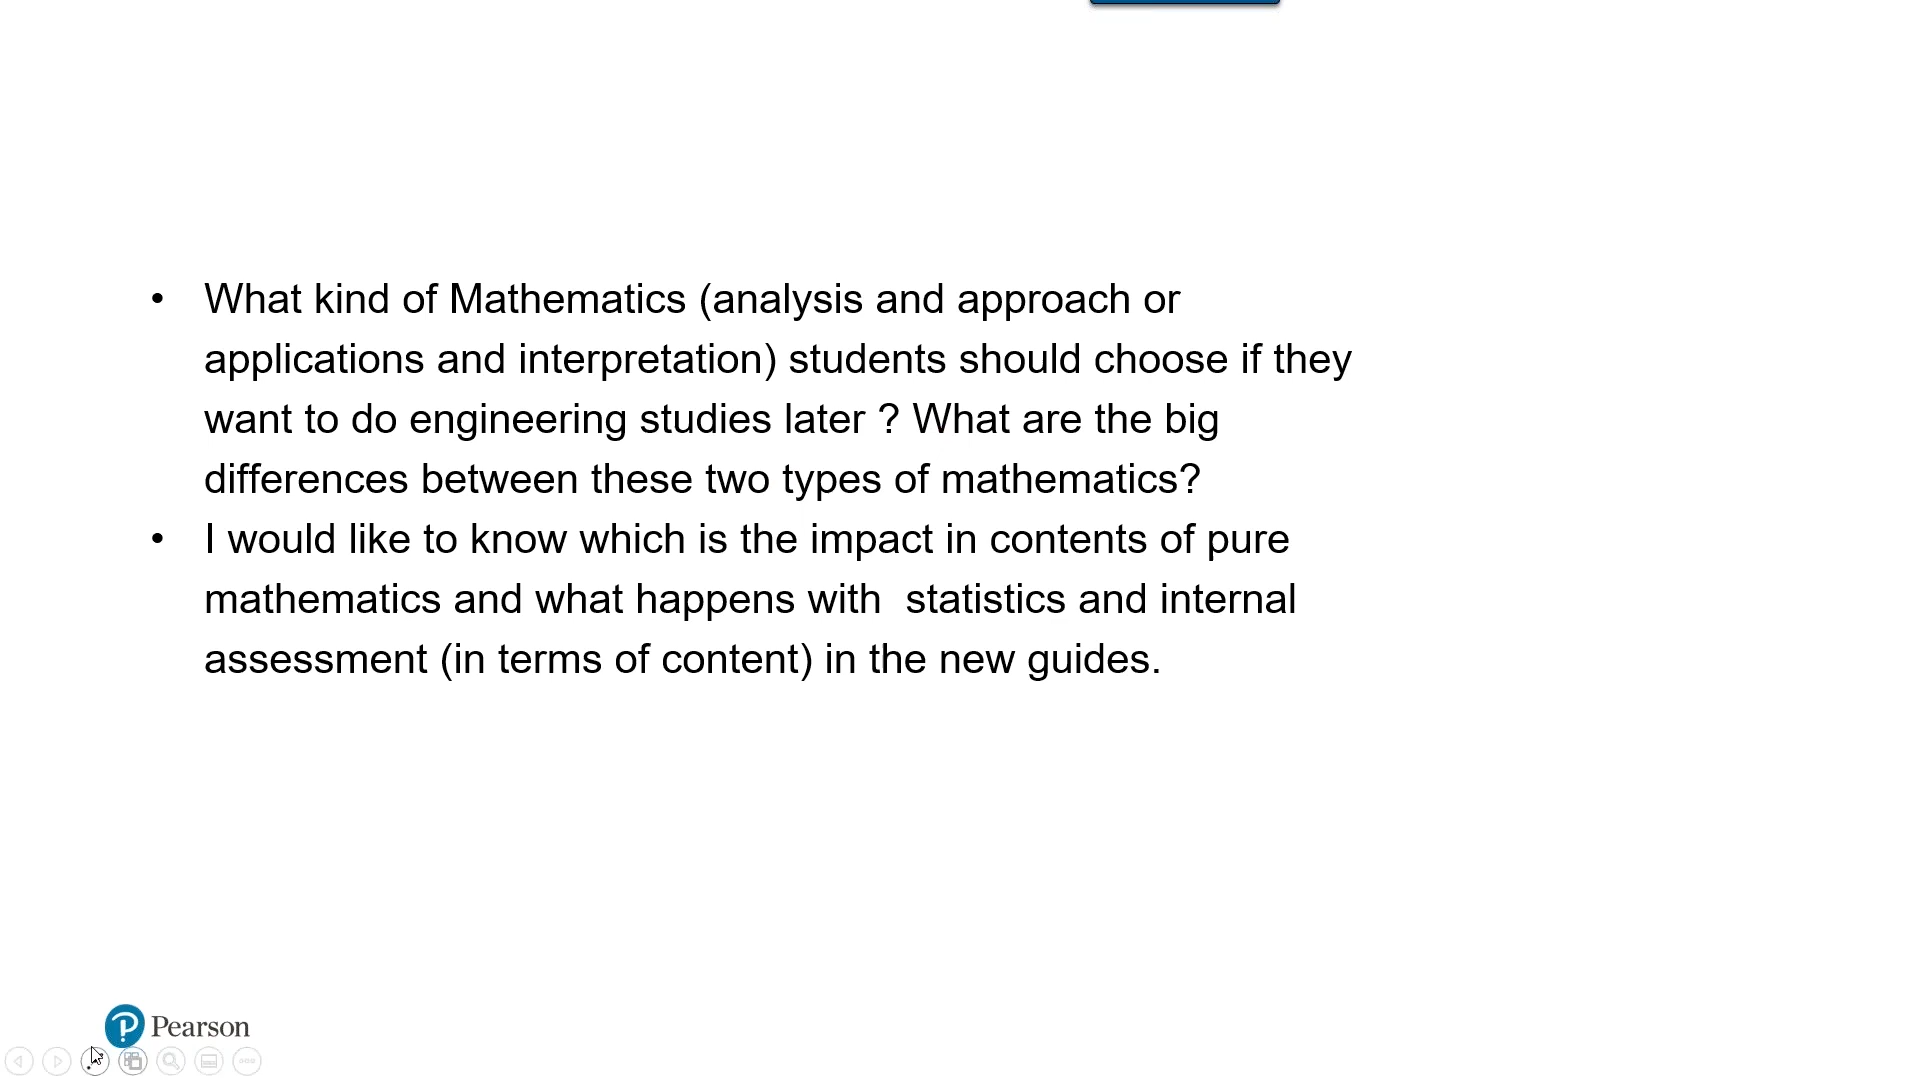 • What kind of Mathematics (analysis and approach or
applications and interpretation) students should choose if they
want to do engineering studies later ? What are the big
differences between these two types of mathematics?
• I would like to know which is the impact in contents of pure
mathematics and what happens with  statistics and internal
assessment (in terms of content) in the new guides.
Pearson